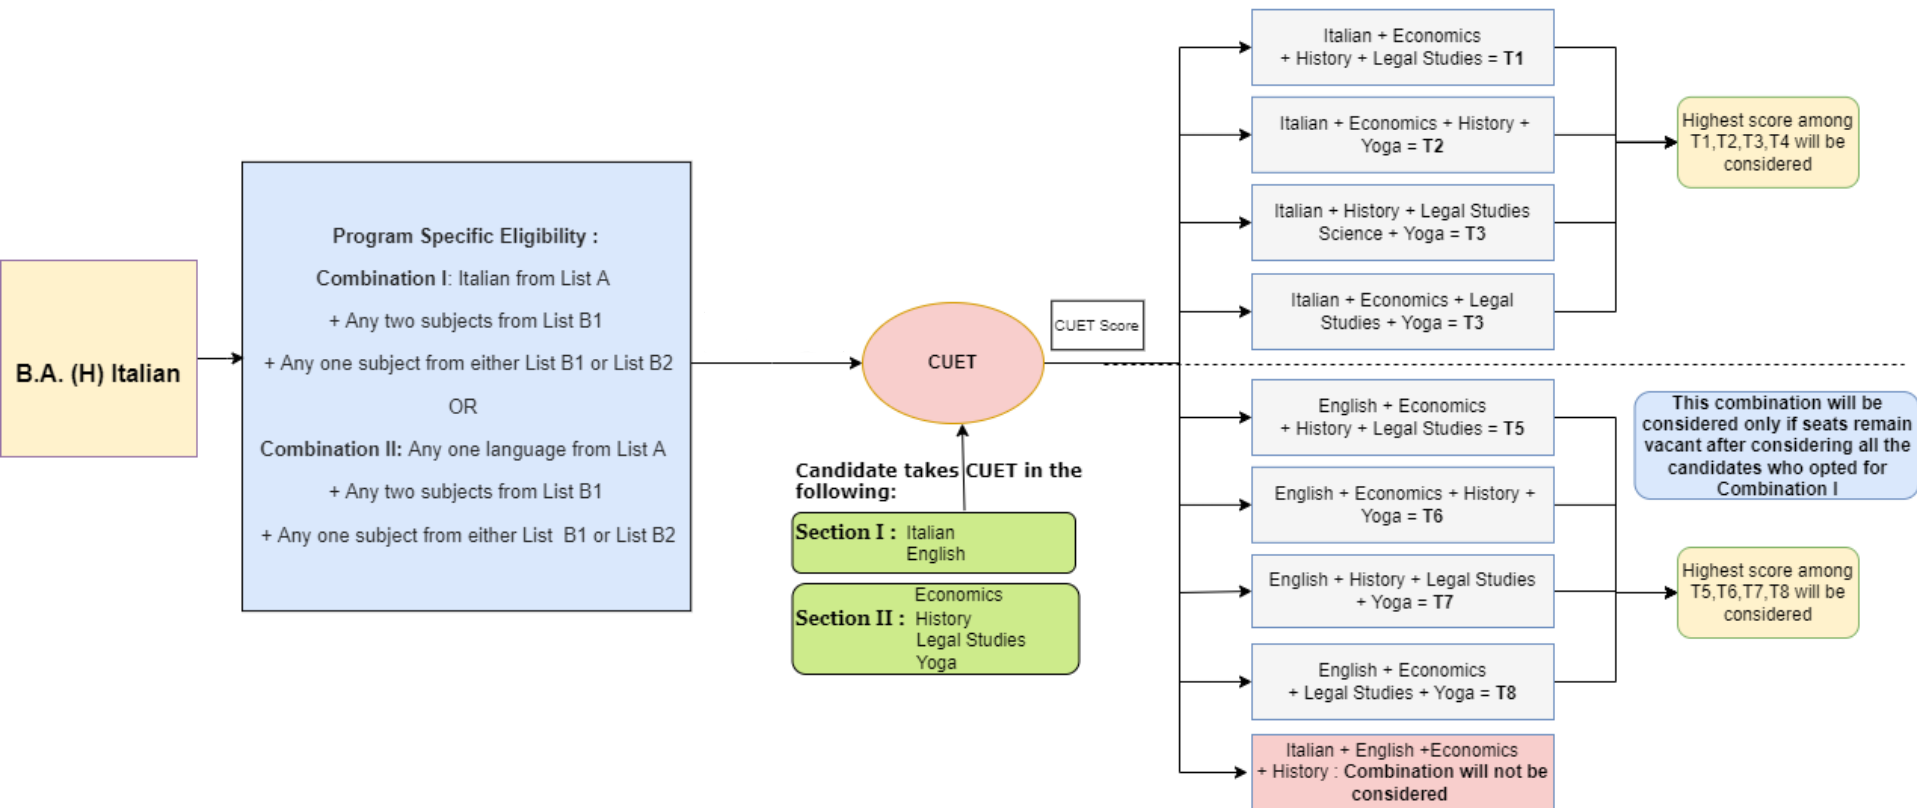 B.A. (H) Italian
Program Specific Eligibility :
Combination I: Italian from List A
+ Any two subjects from List B1
+ Any one subject from either List B1 or List B2
OR
Combination II: Any one language from List A
+ Any two subjects from List B1
+ Any one subject from either List B1 or List B2
CUET
Candidate takes CUET in the
following:
Section I : Italian
English
Economics
Section II : History
Legal Studies
Yoga
CUET Score
Italian + Economics
+ History + Legal Studies = T1
Italian + Economics + History +
Yoga = T2
Italian + History + Legal Studies
Science + Yoga = T3
Italian + Economics + Legal
Studies + Yoga = T3
Highest score among
T1,T2,T3,T4 will be
considered
English + Economics
+ History + Legal Studies = T5
English + Economics + History +
Yoga = T6
English + History + Legal Studies
+ Yoga = T7
English + Economics
+ Legal Studies + Yoga = T8
Italian + English +Economics
+ History : Combination will not be
considered
This combination will be
considered only if seats remain
vacant after considering all the
candidates who opted for
Combination I
Highest score among
T5,T6,T7,T8 will be
considered